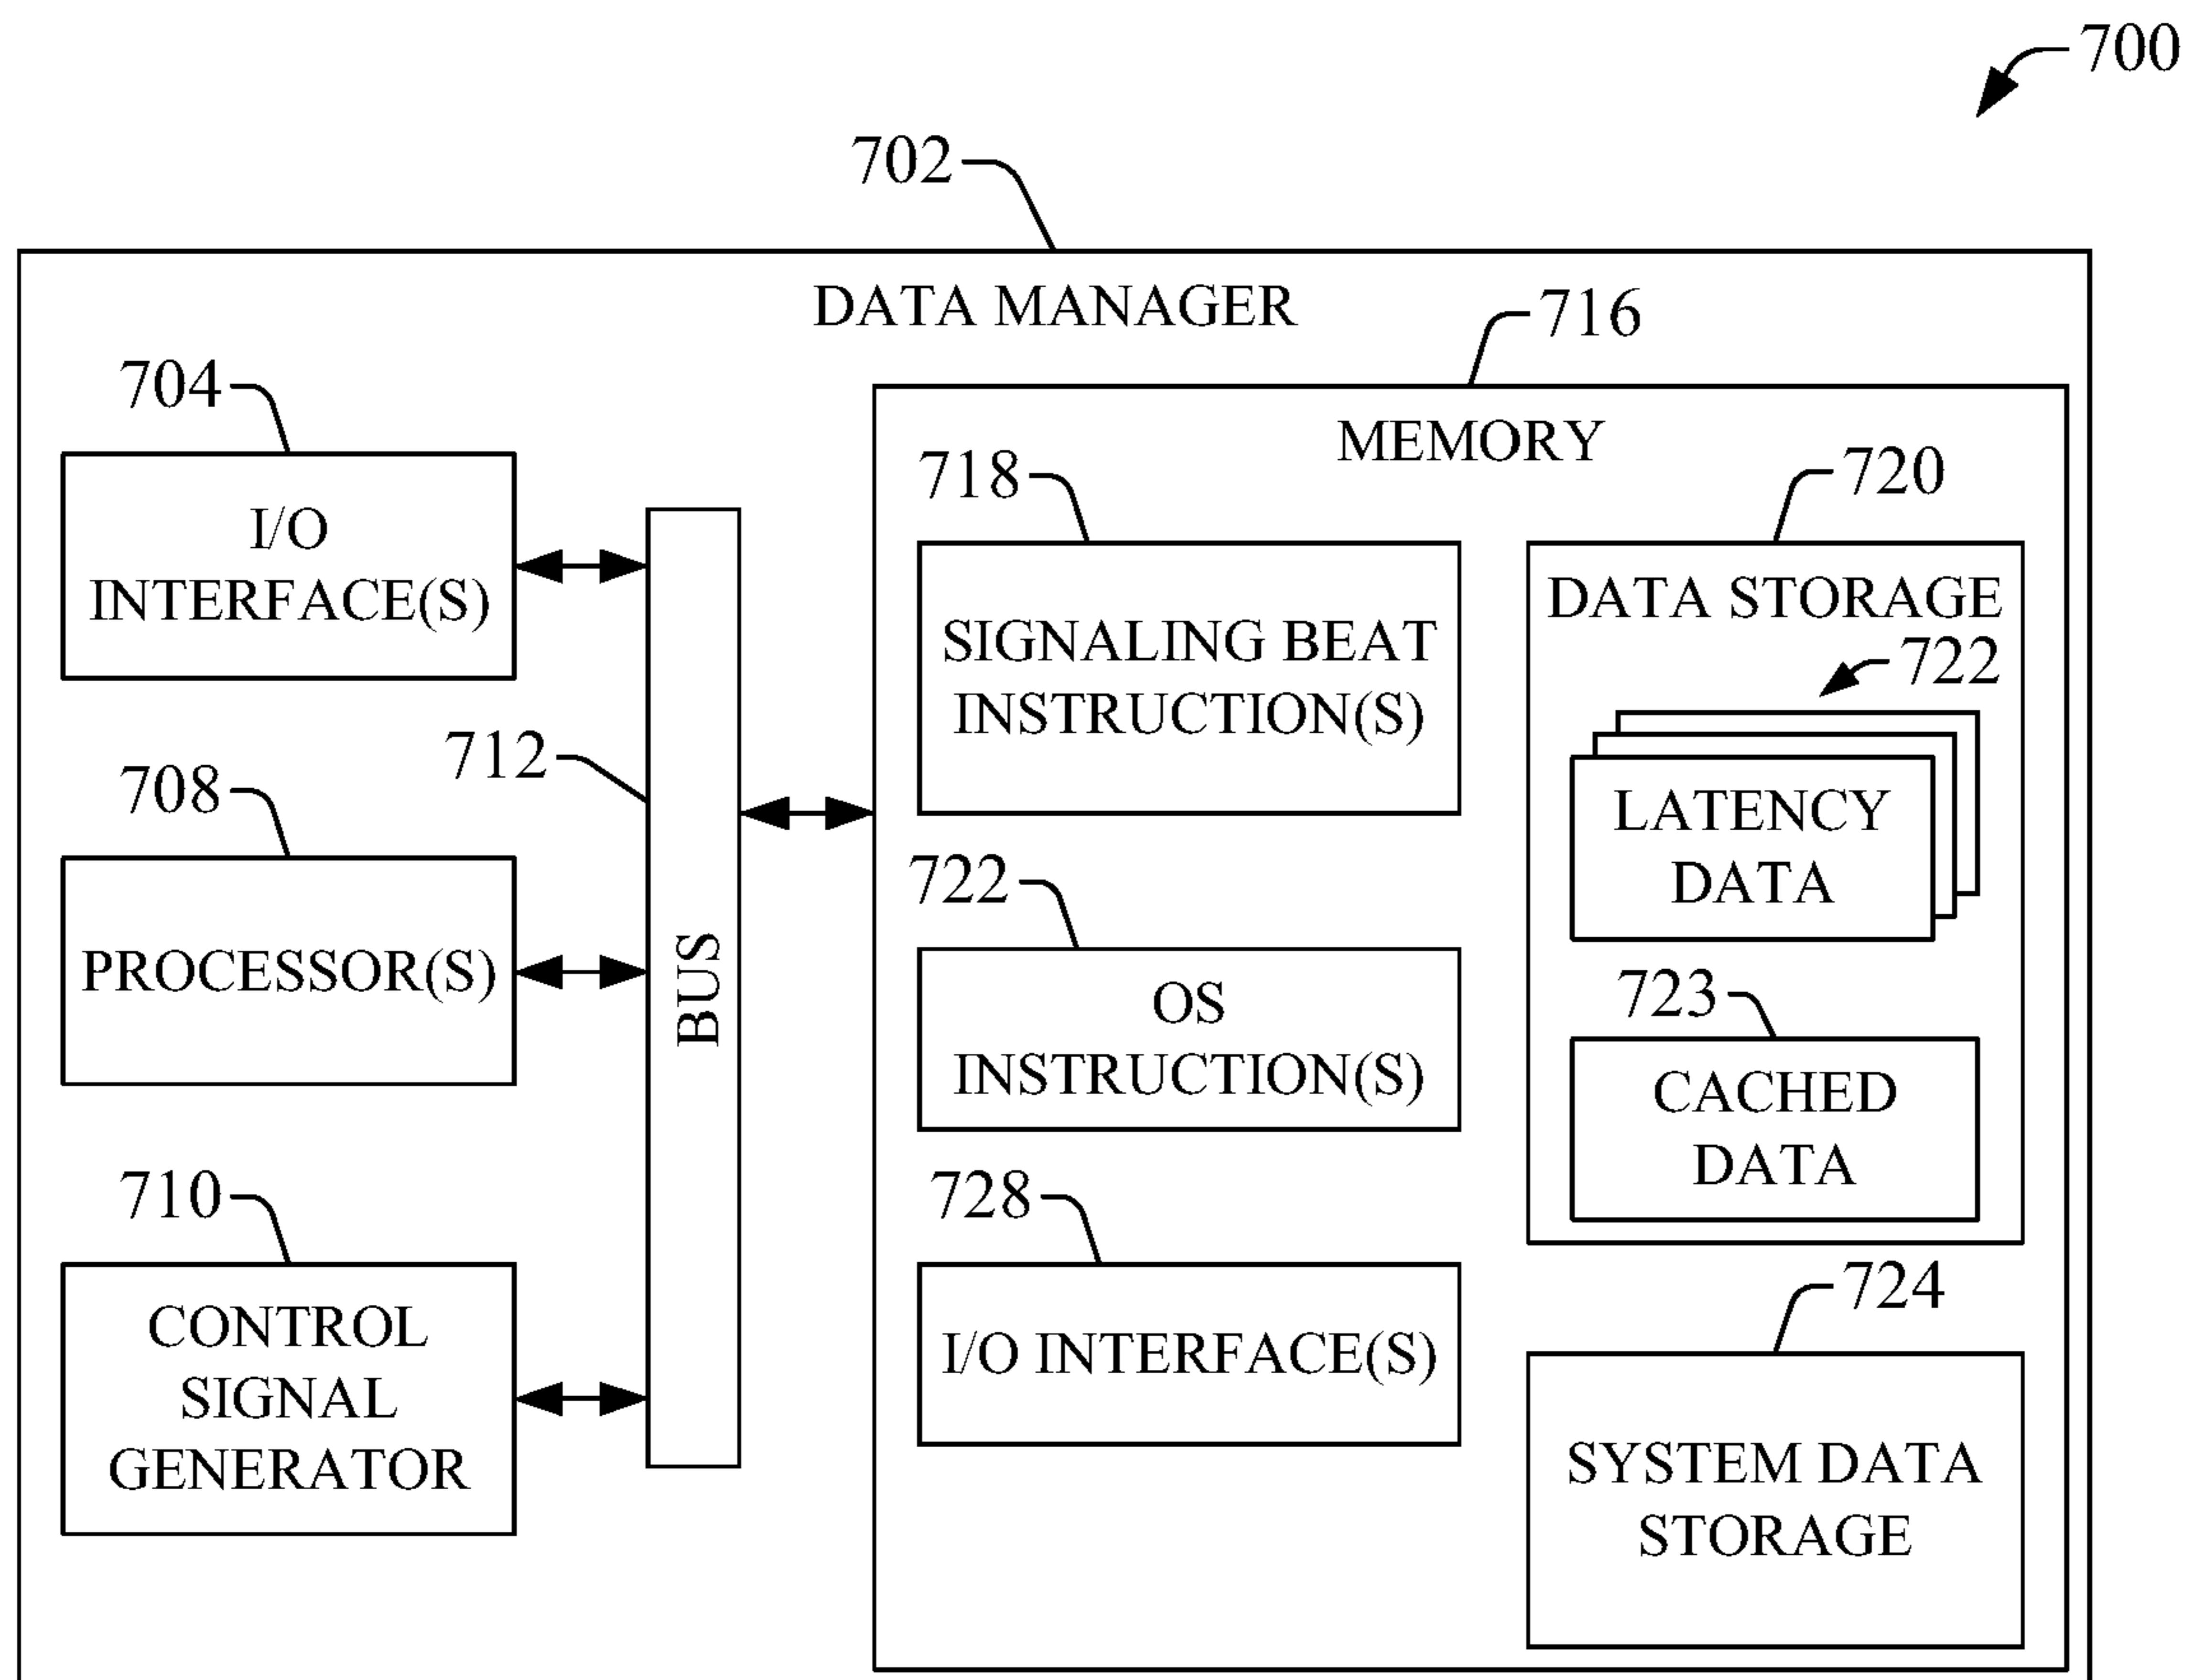 700
702
DATA MANAGER
716
704
MEMORY
718
720
I/O
INTERFACE(S)
DATA STORAGE
SIGNALING BEAT
INSTRUCTION(S)
722
712
708
LATENCY
DATA
722
PROCESSOR(S)
BUS
OS
INSTRUCTION(S)
723
CACHED
DATA
710
728
724
CONTROL
SIGNAL
GENERATOR
I/O INTERFACE(S)
SYSTEM DATA
STORAGE